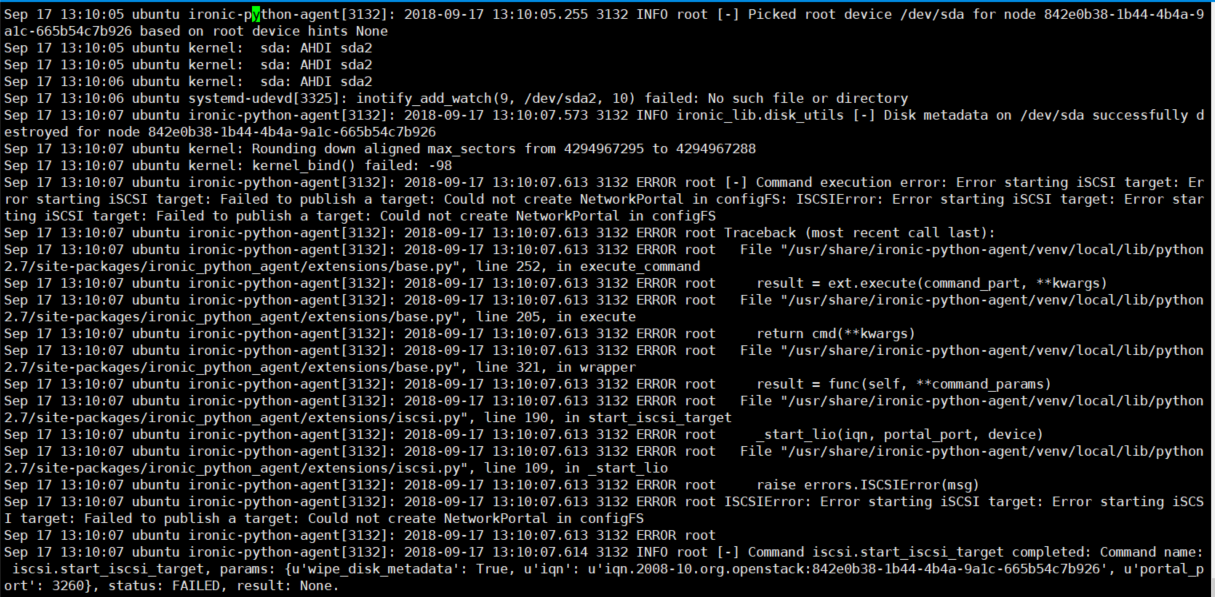 Sep 17 13:10:05 ubuntu ironic-python-agent[3132]: 2018-09-17 13:10:05.255 3132 INFO root [-] Picked root device /dev/sda for node 842e0b38-1b44-4b4a-9
a1c-665b54c7b926 based on root device hints None
Sep 17 13:10:05 ubuntu kernel:  sda: AHDI sda2
Sep 17 13:10:05 ubuntu kernel:  sda: AHDI sda2
Sep 17 13:10:06 ubuntu kernel:  sda: AHDI sda2
Sep 17 13:10:06 ubuntu systemd-udevd[3325]: inotify_add_watch(9, /dev/sda2, 10) failed: No such file or directory
Sep 17 13:10:07 ubuntu ironic-python-agent[3132]: 2018-09-17 13:10:07.573 3132 INFO ironic_lib.disk_utils [-] Disk metadata on /dev/sda successfully d
estroyed for node 842e0b38-1b44-4b4a-9a1c-665b54c7b926
Sep 17 13:10:07 ubuntu kernel: Rounding down aligned max_sectors from 4294967295 to 4294967288
Sep 17 13:10:07 ubuntu kernel: kernel_bind() failed: -98
Sep 17 13:10:07 ubuntu ironic-python-agent[3132]: 2018-09-17 13:10:07.613 3132 ERROR root [-] Command execution error: Error starting iSCSI target: Er
ror starting iSCSI target: Failed to publish a target: Could not create NetworkPortal in configFS: ISCSIError: Error starting iSCSI target: Error star
ting iSCSI target: Failed to publish a target: Could not create NetworkPortal in configFS
Sep 17 13:10:07 ubuntu ironic-python-agent[3132]: 2018-09-17 13:10:07.613 3132 ERROR root Traceback (most recent call last):
Sep 17 13:10:07 ubuntu ironic-python-agent[3132]: 2018-09-17 13:10:07.613 3132 ERROR root   File "/usr/share/ironic-python-agent/venv/local/lib/python
2.7/site-packages/ironic_python_agent/extensions/base.py", line 252, in execute_command
Sep 17 13:10:07 ubuntu ironic-python-agent[3132]: 2018-09-17 13:10:07.613 3132 ERROR root     result = ext.execute(command_part, **kwargs)
Sep 17 13:10:07 ubuntu ironic-python-agent[3132]: 2018-09-17 13:10:07.613 3132 ERROR root   File "/usr/share/ironic-python-agent/venv/local/lib/python
2.7/site-packages/ironic_python_agent/extensions/base.py", line 205, in execute
Sep 17 13:10:07 ubuntu ironic-python-agent[3132]: 2018-09-17 13:10:07.613 3132 ERROR root     return cmd(**kwargs)
Sep 17 13:10:07 ubuntu ironic-python-agent[3132]: 2018-09-17 13:10:07.613 3132 ERROR root   File "/usr/share/ironic-python-agent/venv/local/lib/python
2.7/site-packages/ironic_python_agent/extensions/base.py", line 321, in wrapper
Sep 17 13:10:07 ubuntu ironic-python-agent[3132]: 2018-09-17 13:10:07.613 3132 ERROR root     result = func(self, **command_params)
Sep 17 13:10:07 ubuntu ironic-python-agent[3132]: 2018-09-17 13:10:07.613 3132 ERROR root   File "/usr/share/ironic-python-agent/venv/local/lib/python
2.7/site-packages/ironic_python_agent/extensions/iscsi.py", line 190, in start_iscsi_target
Sep 17 13:10:07 ubuntu ironic-python-agent[3132]: 2018-09-17 13:10:07.613 3132 ERROR root     _start_lio(iqn, portal_port, device)
Sep 17 13:10:07 ubuntu ironic-python-agent[3132]: 2018-09-17 13:10:07.613 3132 ERROR root   File "/usr/share/ironic-python-agent/venv/local/lib/python
2.7/site-packages/ironic_python_agent/extensions/iscsi.py", line 109, in _start_lio
Sep 17 13:10:07 ubuntu ironic-python-agent[3132]: 2018-09-17 13:10:07.613 3132 ERROR root     raise errors.ISCSIError(msg)
Sep 17 13:10:07 ubuntu ironic-python-agent[3132]: 2018-09-17 13:10:07.613 3132 ERROR root ISCSIError: Error starting iSCSI target: Error starting iSCS
I target: Failed to publish a target: Could not create NetworkPortal in configFS
Sep 17 13:10:07 ubuntu ironic-python-agent[3132]: 2018-09-17 13:10:07.613 3132 ERROR root
Sep 17 13:10:07 ubuntu ironic-python-agent[3132]: 2018-09-17 13:10:07.614 3132 INFO root [-] Command iscsi.start_iscsi_target completed: Command name:
 iscsi.start_iscsi_target, params: {u'wipe_disk_metadata': True, u'iqn': u'iqn.2008-10.org.openstack:842e0b38-1b44-4b4a-9a1c-665b54c7b926', u'portal_p
ort': 3260}, status: FAILED, result: None.